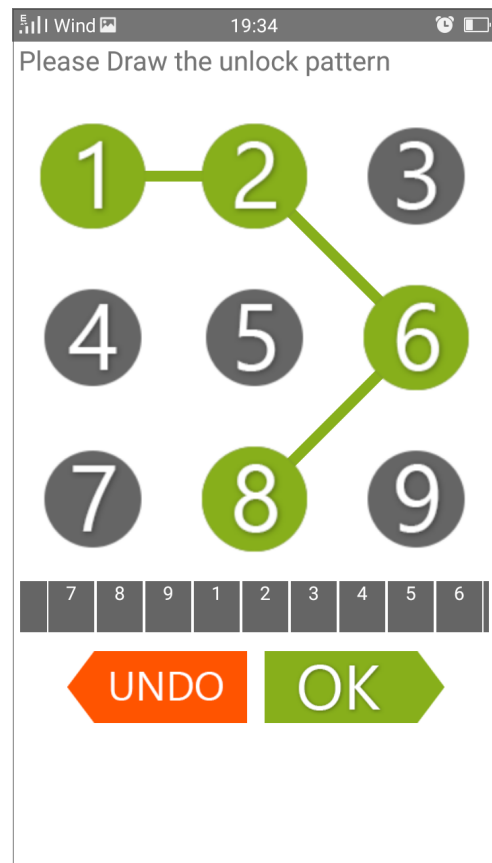 E Wind 19:34
Please Draw the unlock pattern
1 2 3
4 5 6
7 8 9
7 8 9 1 2 3 4 5 6
UNDO OK